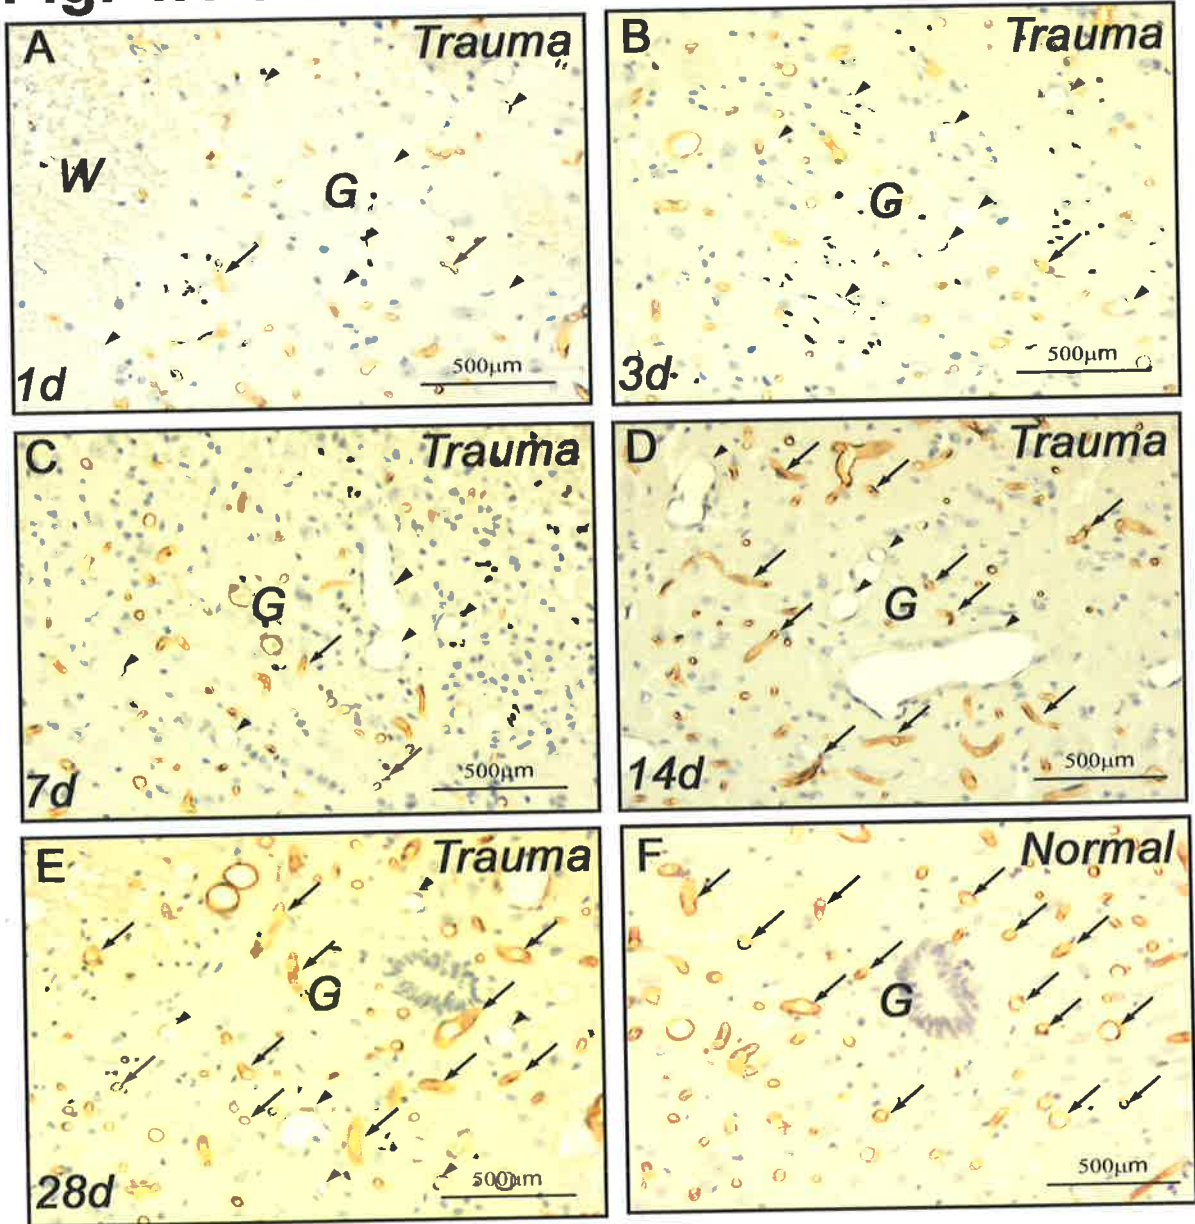 A Trauma
W G
500μm
1d
B Trauma
G
500μm
3d
C Trauma
G
500μm
7d
D Trauma
G
500μm
14d
E Trauma
G
500μm
28d
F Normal
G
500μm